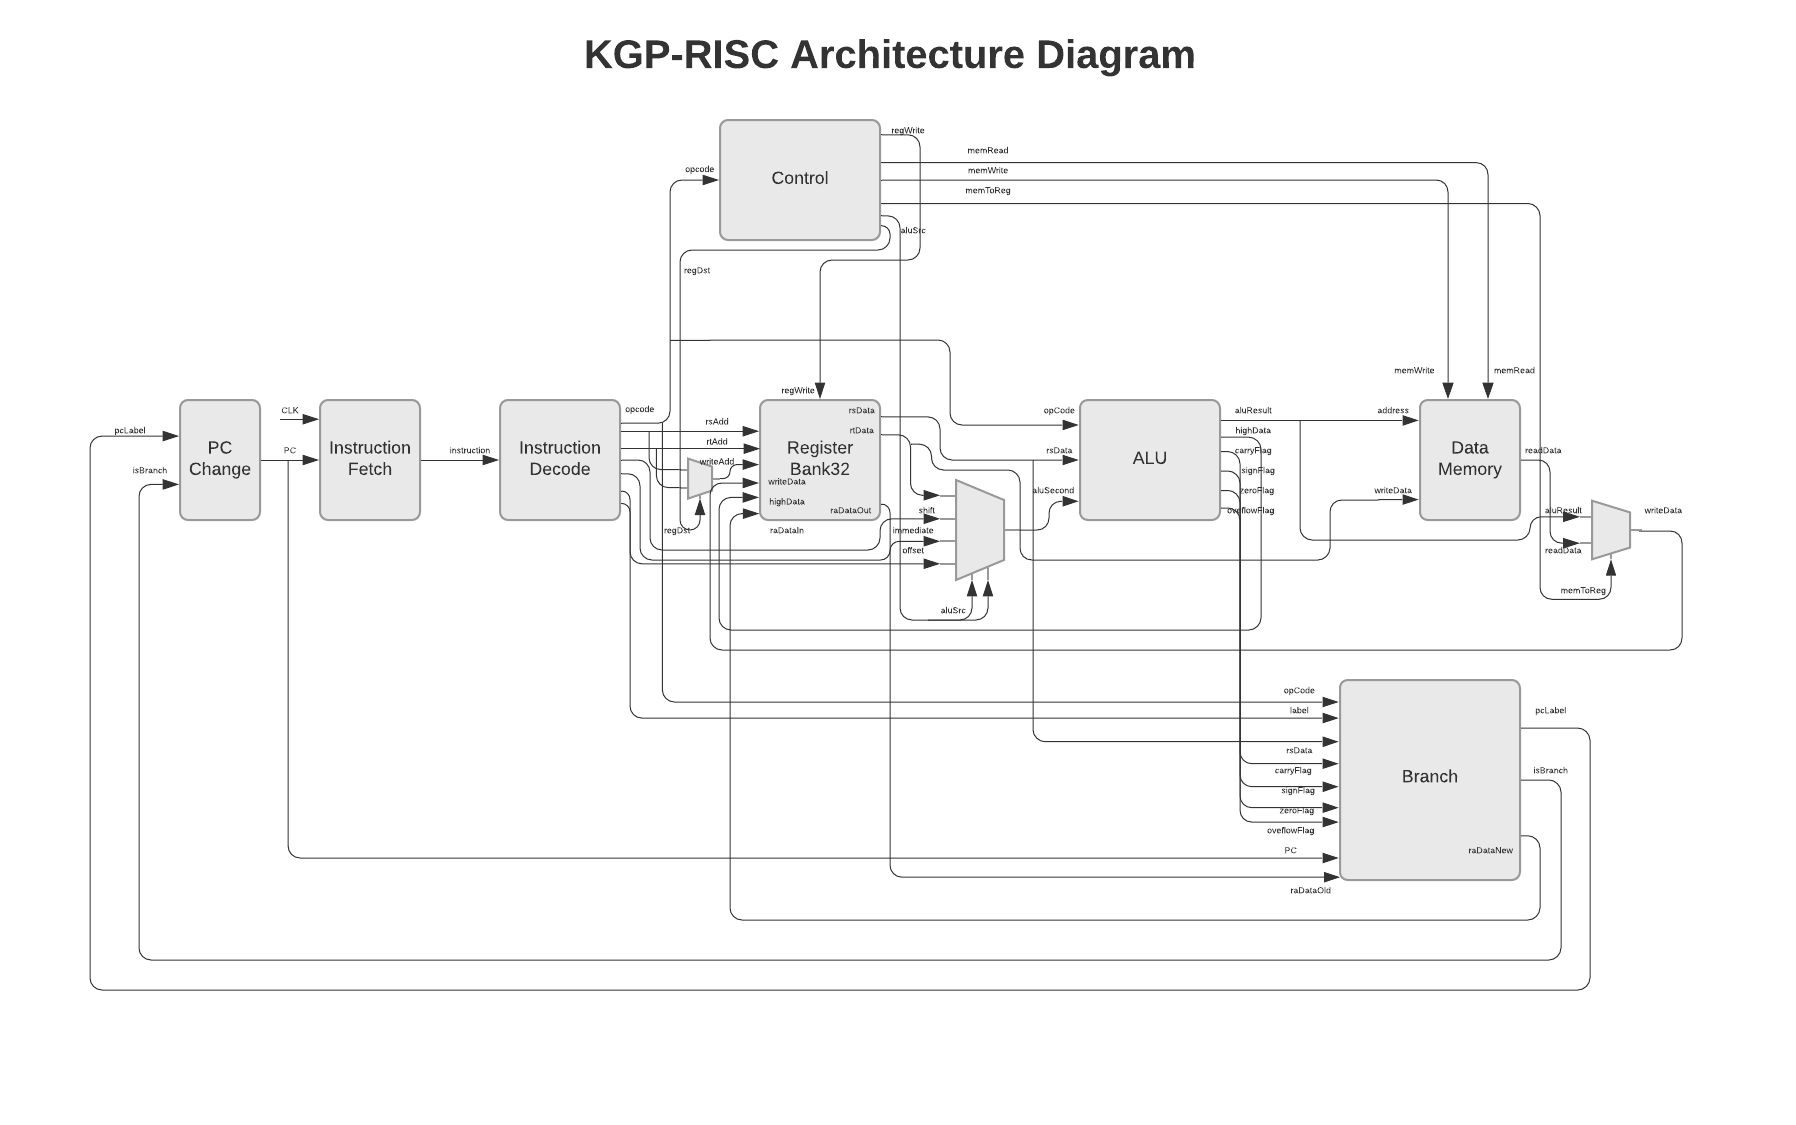 KGP-RISC Architecture Diagram
regWrite
memRead
opcode
memWrite
Control
memToReg
aluSrc
regDst
regWrite
memWrite
memRead
CLK
opcode
rsData
opCode
aluResult
address
pcLabel
rsAdd
rtData
highData
PC
Change
PC
Instruction
Fetch
instruction
Instruction
Decode
rtAdd
Register
Bank32
rsData
ALU
carryFlag
Data
Memory
readData
isBranch
writeAdd
signFlag
writeData
aluSecond
zeroFlag
writeData
highData
raDataOut
shift
oveflowFlag
aluResult
writeData
regDst
raDataIn
immediate
offset
readData
aluSrc
memToReg
opCode
label
pcLabel
rsData
carryFlag
Branch
isBranch
signFlag
zeroFlag
oveflowFlag
PC
raDataNew
raDataOld